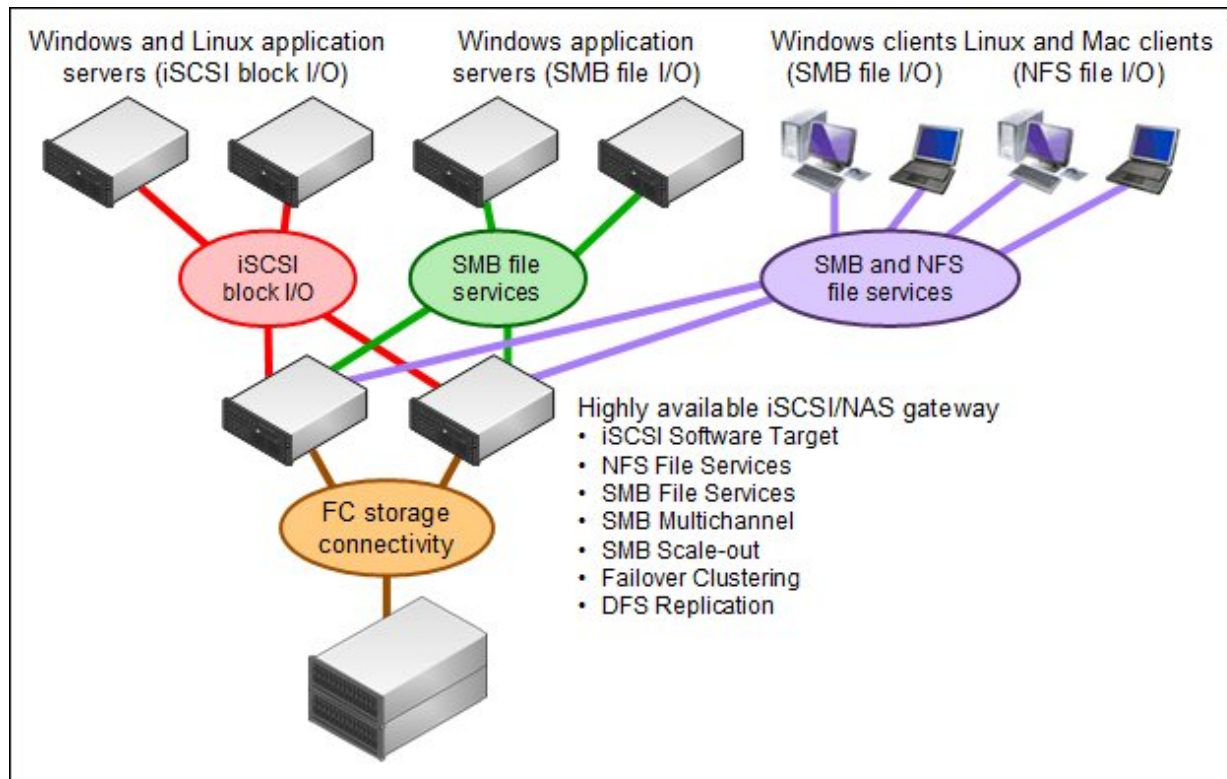 Windows and Linux application
servers (iSCSI block I/O)
Windows application
servers (SMB file I/O)
Windows clients
(SMB file I/O)
Linux and Mac clients
(NFS file I/O)
iSCSI
block I/O
SMB file
services
SMB and NFS
file services
Highly available iSCSI/NAS gateway
• iSCSI Software Target
• NFS File Services
• SMB File Services
• SMB Multichannel
• SMB Scale-out
• Failover Clustering
• DFS Replication
FC storage
connectivity